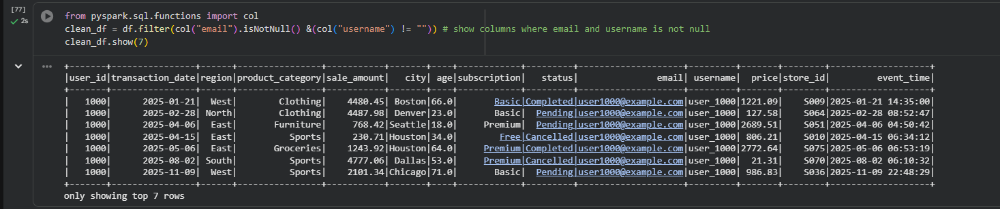 [77]
2s
from pyspark.sql.functions import col
clean_df = df.filter(col("email").isNotNull() &(col("username") != "")) # show columns where email and username is not null
clean_df.show(7)
+-------+----------------+------+----------------+-----------+-------+----+------------+---------+--------------------+---------+-------+--------+-------------------+
|user_id|transaction_date|region|product_category|sale_amount|   city| age|subscription|   status|               email| username|  price|store_id|         event_time|
+-------+----------------+------+----------------+-----------+-------+----+------------+---------+--------------------+---------+-------+--------+-------------------+
|   1000|      2025-01-21|  West|        Clothing|    4480.45| Boston|66.0|       Basic|Completed|user1000@example.com|user_1000|1221.09|    S009|2025-01-21 14:35:00|
|   1000|      2025-02-28| North|        Clothing|    4487.98| Denver|23.0|       Basic|  Pending|user1000@example.com|user_1000| 127.58|    S064|2025-02-28 08:52:47|
|   1000|      2025-04-06|  East|       Furniture|     768.42|Seattle|18.0|     Premium|  Pending|user1000@example.com|user_1000|2689.51|    S051|2025-04-06 04:50:42|
|   1000|      2025-04-15|  East|          Sports|     230.71|Houston|34.0|        Free|Cancelled|user1000@example.com|user_1000| 806.21|    S010|2025-04-15 06:34:12|
|   1000|      2025-05-06|  East|       Groceries|    1243.92|Houston|64.0|     Premium|Completed|user1000@example.com|user_1000|2772.64|    S075|2025-05-06 06:53:19|
|   1000|      2025-08-02| South|          Sports|    4777.06| Dallas|53.0|     Premium|Cancelled|user1000@example.com|user_1000|  21.31|    S070|2025-08-02 06:10:32|
|   1000|      2025-11-09|  West|          Sports|    2101.34|Chicago|71.0|       Basic|  Pending|user1000@example.com|user_1000| 986.83|    S036|2025-11-09 22:48:29|
+-------+----------------+------+----------------+-----------+-------+----+------------+---------+--------------------+---------+-------+--------+-------------------+
only showing top 7 rows